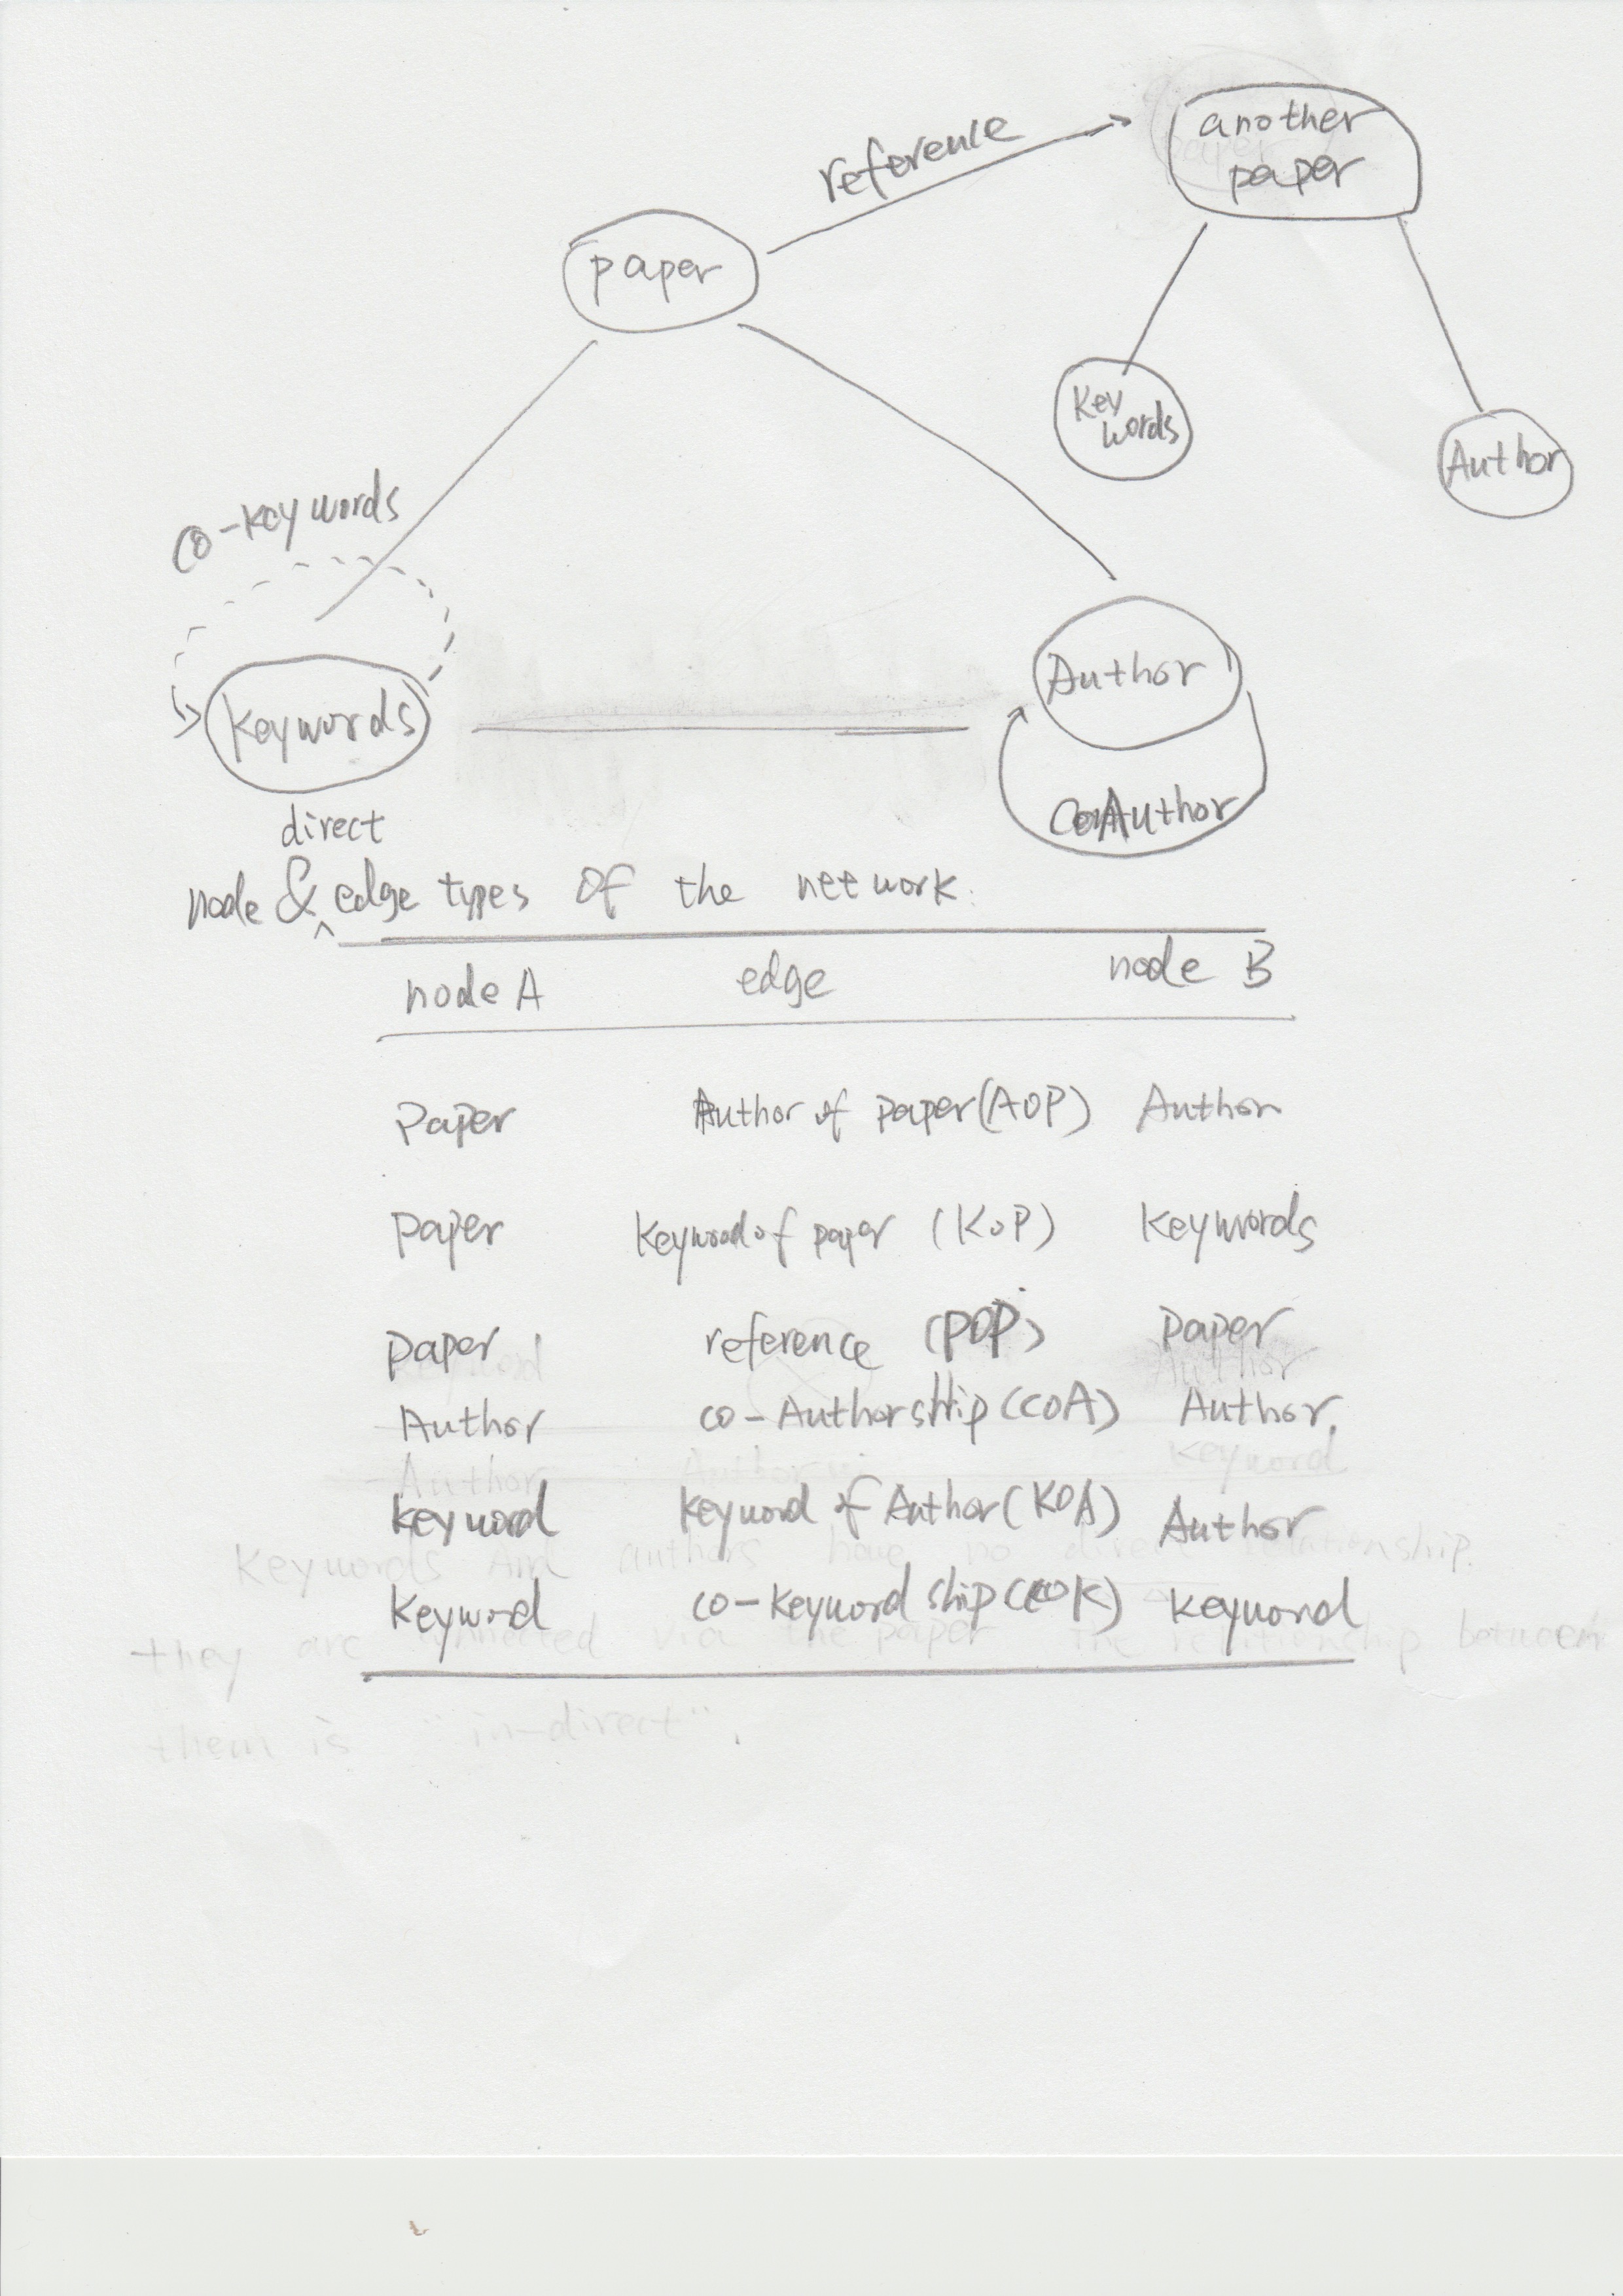 another
paper
reference
paper
Key
words
Author
co-keywords
Author
Keywords
CoAuthor
direct
node & edge types of the network:
node A edge node B
Paper Author of paper (AOP) Author
Paper Keyword of paper (KOP) Keywords
paper reference (POP) paper
Author co-Authorship (COA) Author.
keyword keyword of Author (KOA) Author
Keywords and authors have no direct relationship.
keyword co-keyword ship (COK) keyword
they are connected via the paper the relationship between
them is "in-direct".